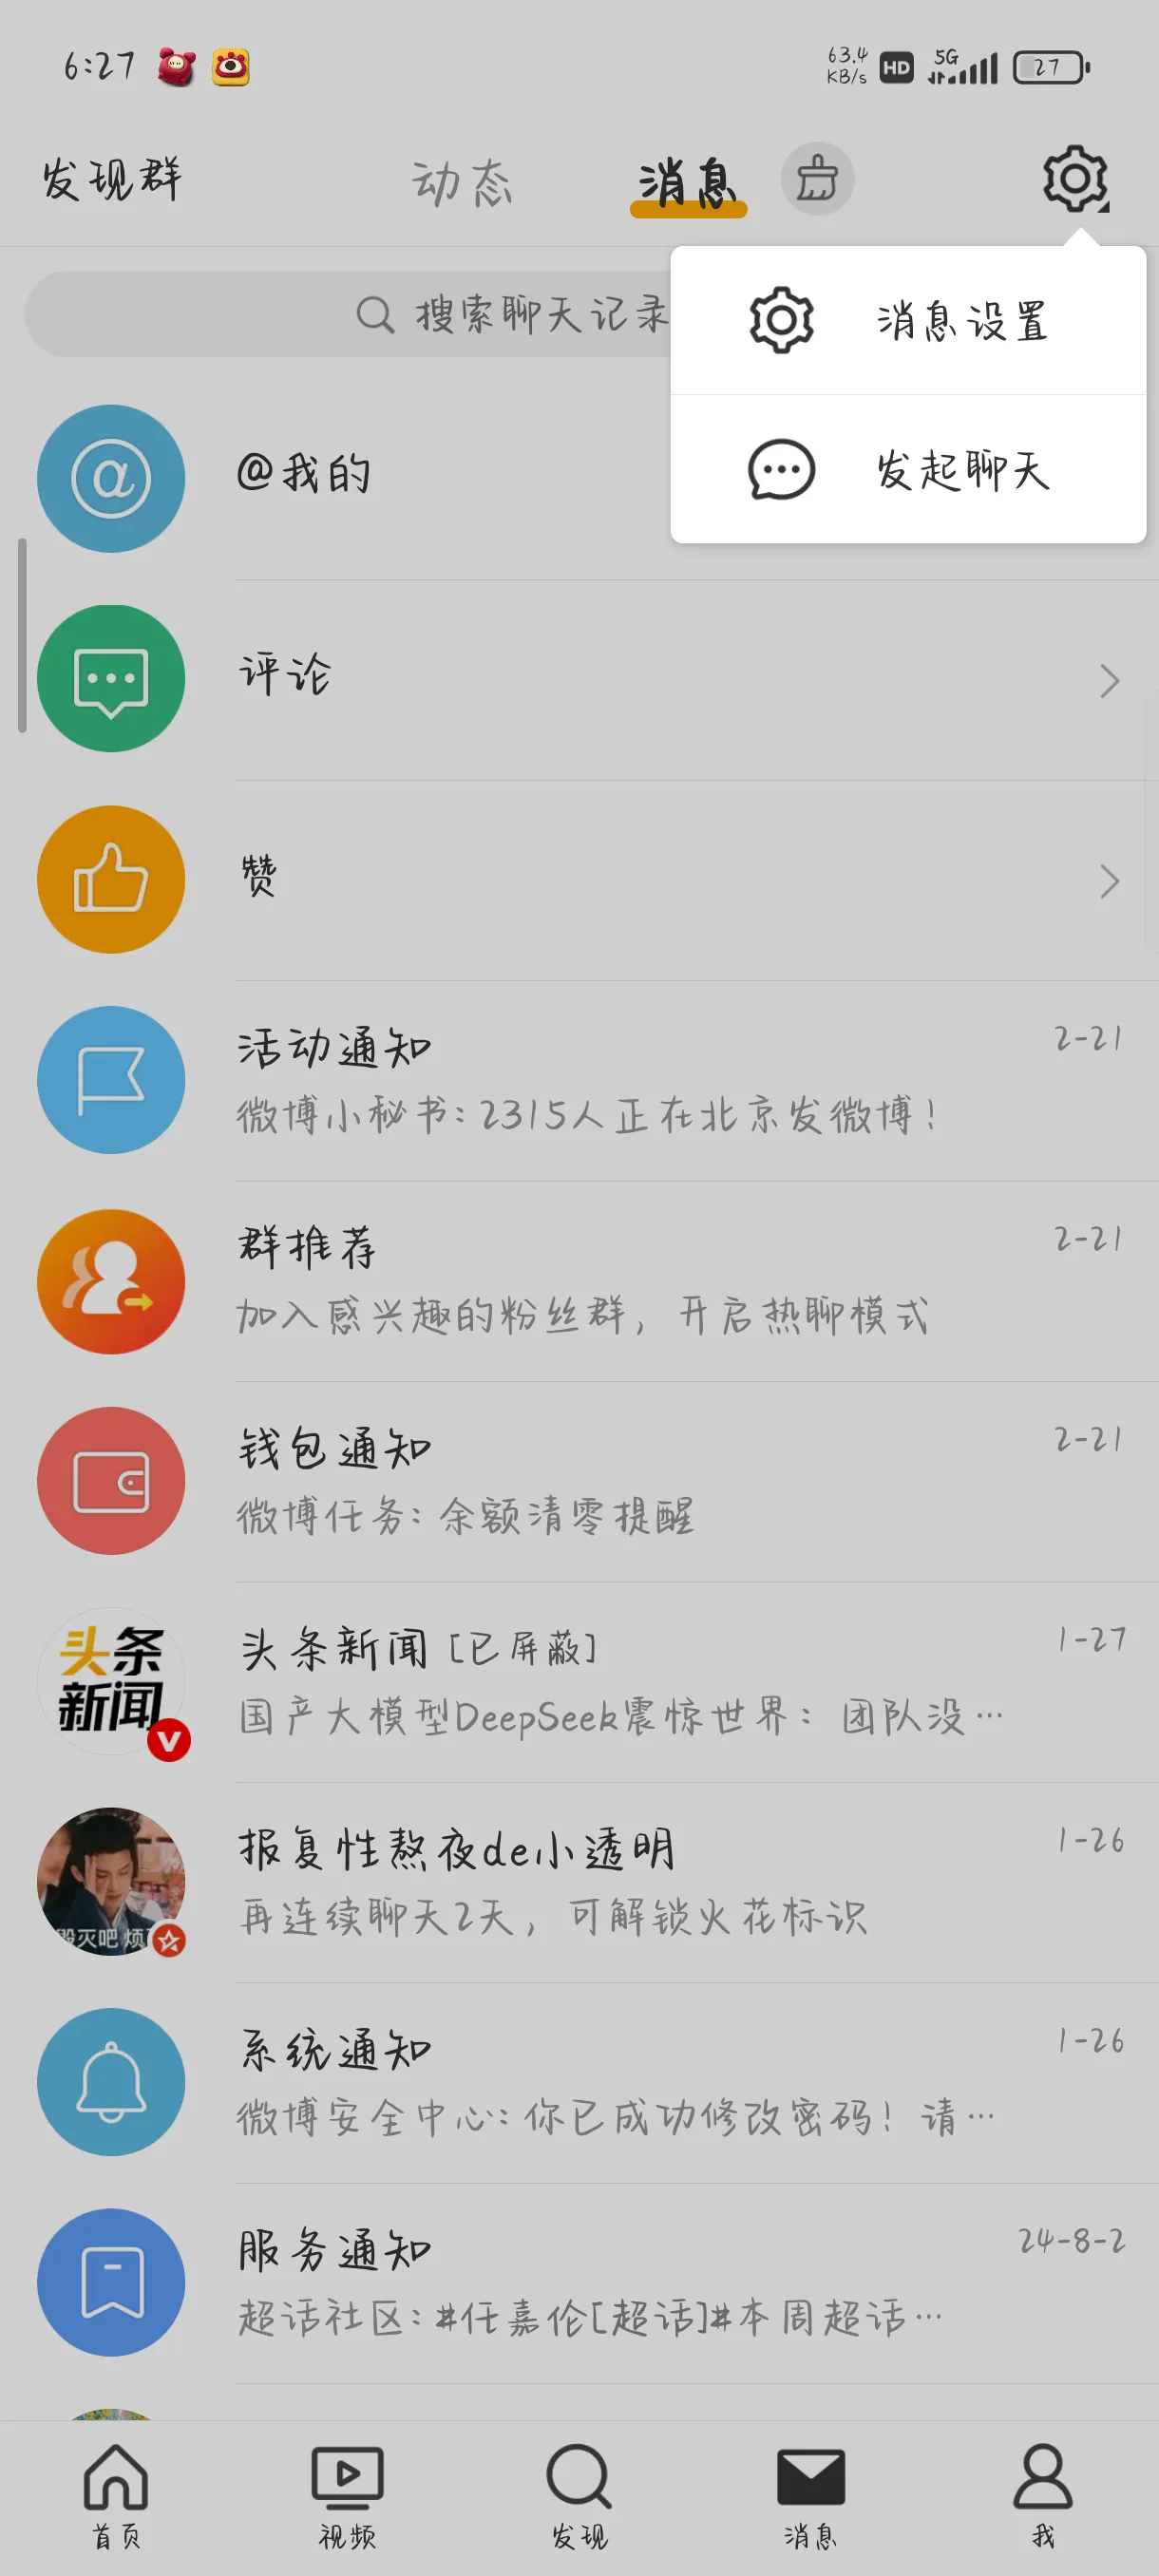 6:27
63.4
KB/s
HD
5G
27
发现群
动态
消息
搜索聊天记录
消息设置
发起聊天
@我的
评论
赞
活动通知
2-21
微博小秘书: 2315人正在北京发微博！
群推荐
2-21
加入感兴趣的粉丝群，开启热聊模式
钱包通知
2-21
微博任务: 余额清零提醒
头条新闻
头条新闻 [已屏蔽]
1-27
国产大模型DeepSeek震惊世界：团队没…
报复性熬夜de小透明
1-26
再连续聊天2天，可解锁火花标识
毁灭吧 烦
系统通知
1-26
微博安全中心: 你已成功修改密码！请…
服务通知
24-8-2
超话社区: #任嘉伦[超话]#本周超话…
首页
视频
发现
消息
我